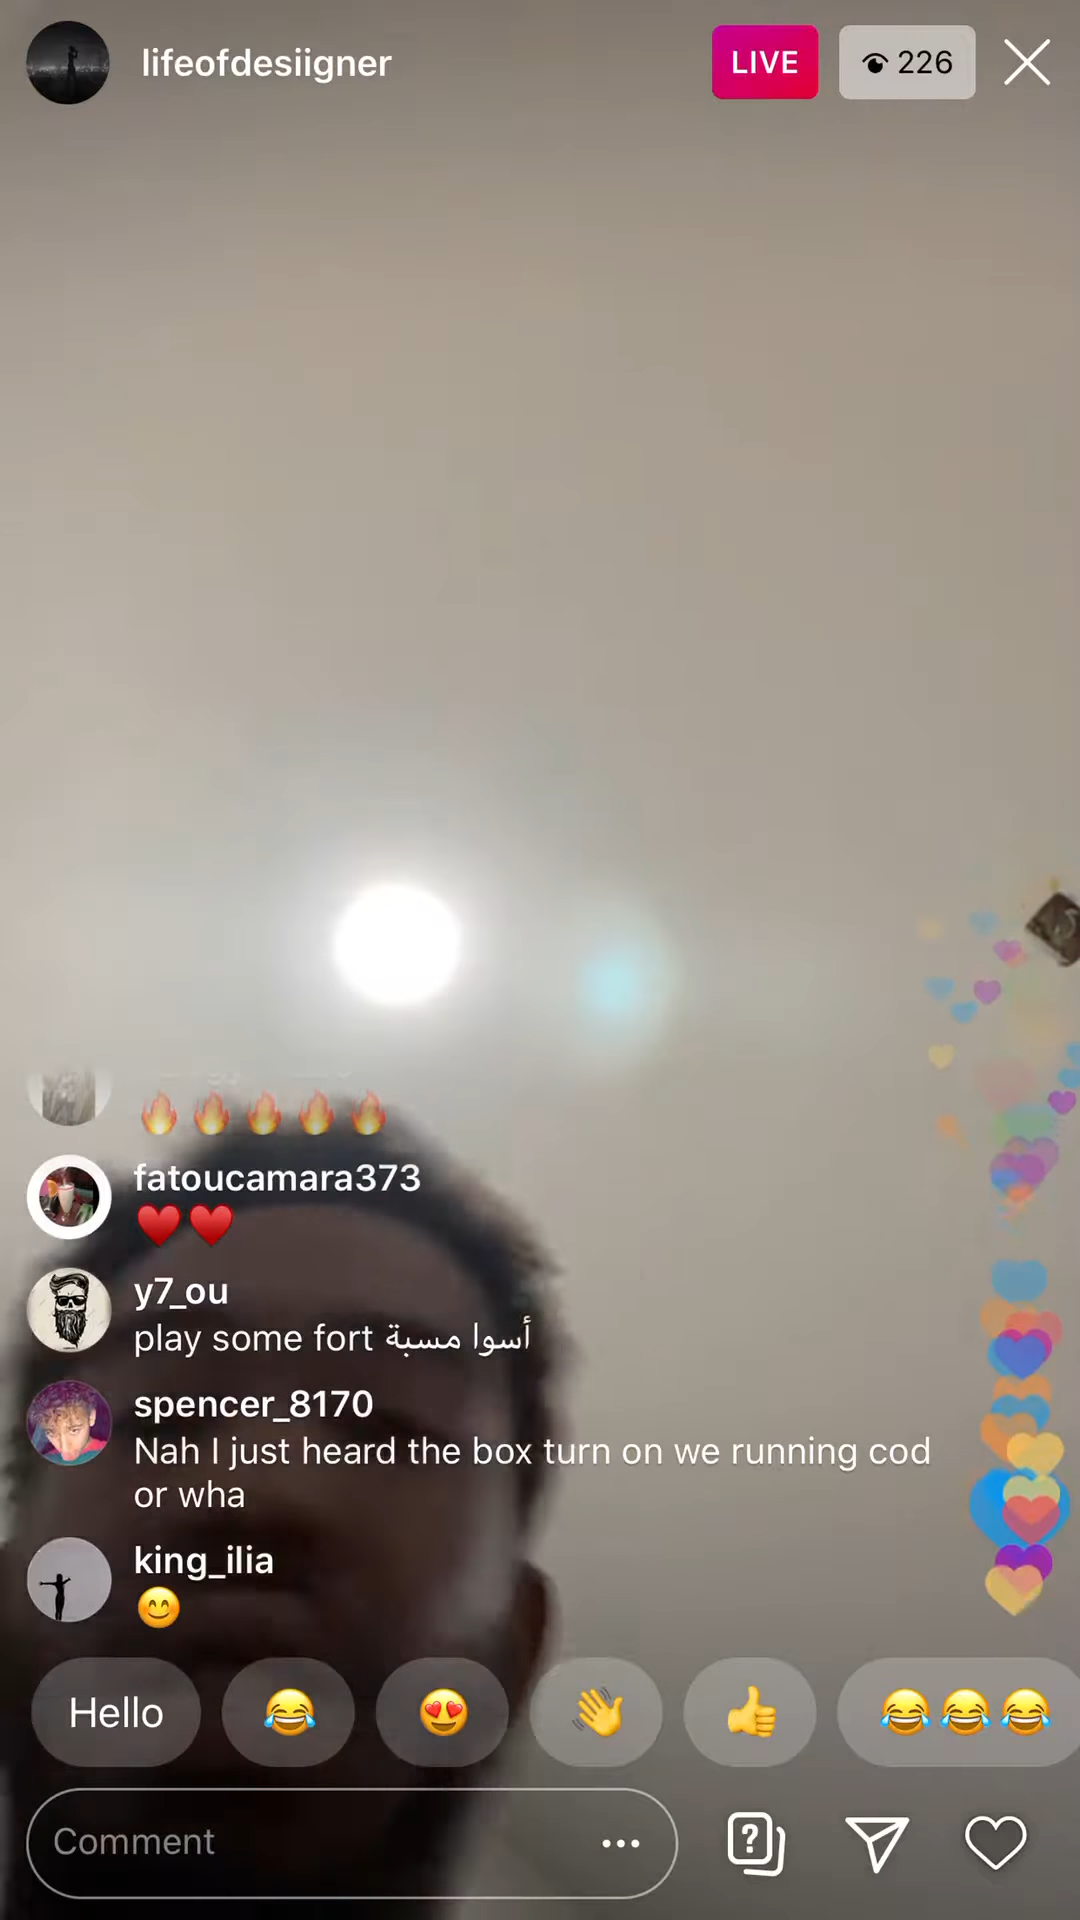 lifeofdesiigner
LIVE
226
fatoucamara373
y7_ou
play some fort أسوا مسبة
spencer_8170
Nah I just heard the box turn on we running cod
or wha
king_ilia
Hello
Comment